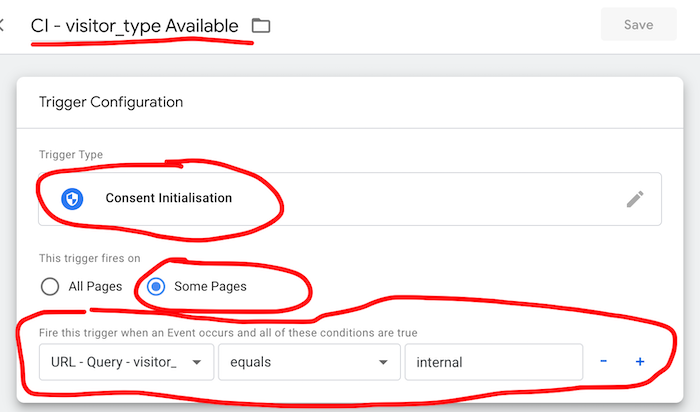 CI - visitor_type Available
Save
Trigger Configuration
Trigger Type
Consent Initialisation
This trigger fires on
All Pages
Some Pages
Fire this trigger when an Event occurs and all of these conditions are true
URL - Query - visitor_
equals
internal
- +